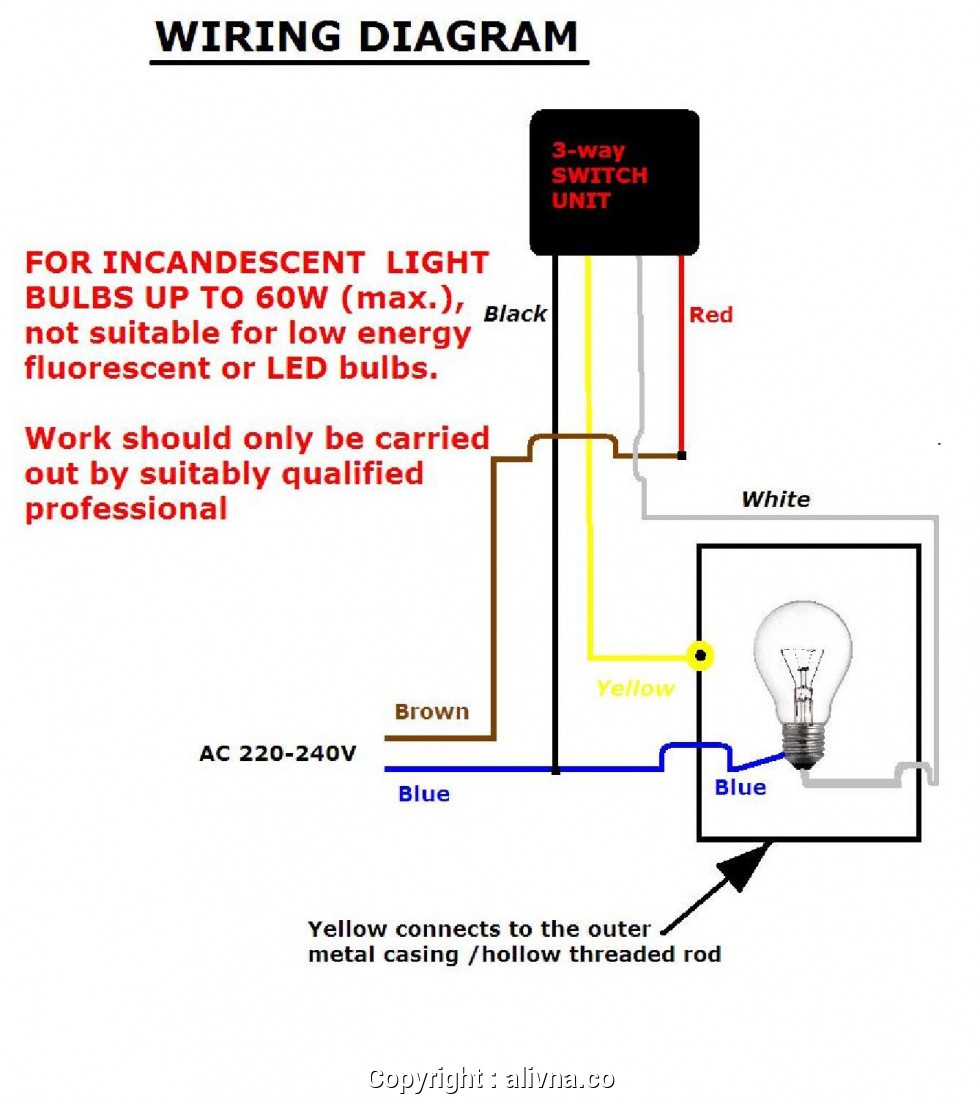 WIRING DIAGRAM
3-way
SWITCH
UNIT
FOR INCANDESCENT LIGHT
BULBS UP TO 60W (max.),
not suitable for low energy
fluorescent or LED bulbs.
Black
Red
Work should only be carried
out by suitably qualified
professional
White
Yellow
Brown
AC 220-240V
Blue
Blue
Yellow connects to the outer
metal casing /hollow threaded rod
Copyright : alivna.co